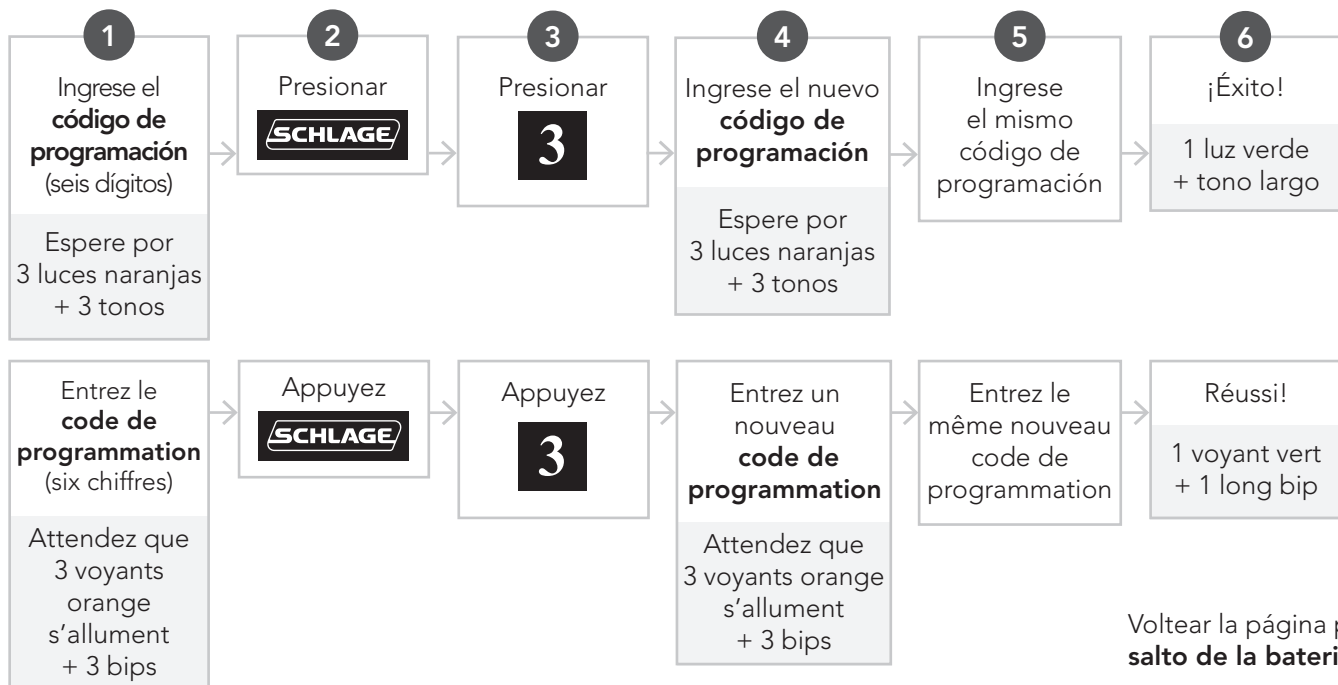 1
Ingrese el
código de
programación
(seis dígitos)
Espere por
3 luces naranjas
+ 3 tonos
2
Presionar
SCHLAGE
3
Presionar
3
4
Ingrese el nuevo
código de
programación
Espere por
3 luces naranjas
+ 3 tonos
5
Ingrese
el mismo
código de
programación
6
¡Éxito!
1 luz verde
+ tono largo
Entrez le
code de
programmation
(six chiffres)
Attendez que
3 voyants
orange
s’allument
+ 3 bips
Appuyez
SCHLAGE
Appuyez
3
Entrez un
nouveau
code de
programmation
Attendez que
3 voyants orange
s’allument
+ 3 bips
Entrez le
même nouveau
code de
programmation
Réussi!
1 voyant vert
+ 1 long bip
Voltear la página
salto de la